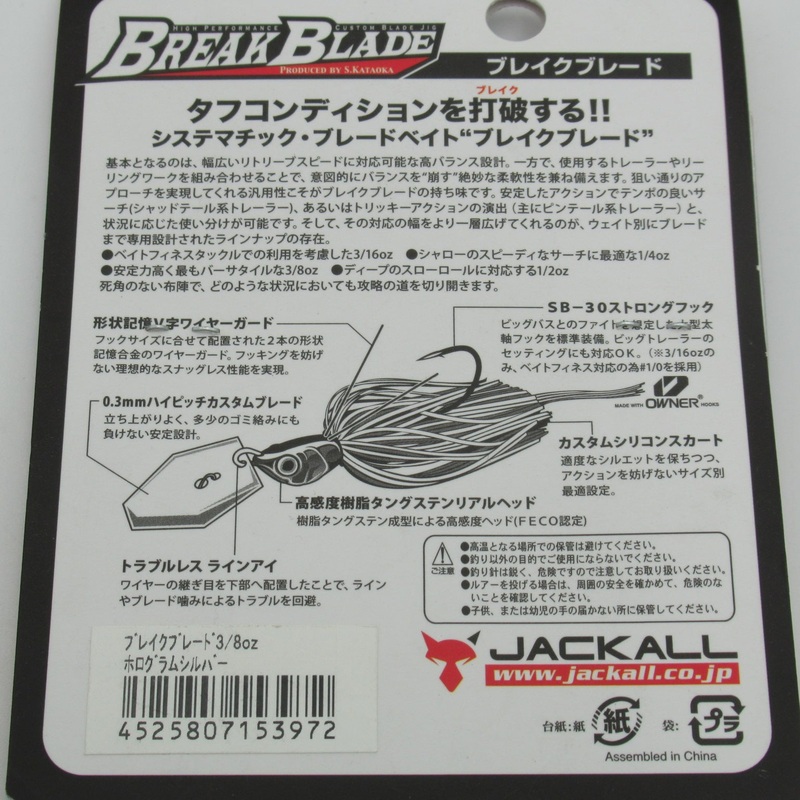 HIGH PERFORMANCE CUSTOM BLADE JIG
BREAK BLADE
PRODUCED BY S.KATAOKA
ブレイクブレード
ブレイク
タフコンディションを打破する!!
システマチック・ブレードベイト“ブレイクブレード”
基本となるのは、幅広いリトリーブスピードに対応可能な高バランス設計。一方で、使用するトレーラーやリー
リングワークを組み合わせることで、意図的にバランスを“崩す”絶妙な柔軟性を兼ね備えます。狙い通りのア
プローチを実現してくれる汎用性こそがブレイクブレードの持ち味です。安定したアクションでテンポの良いサ
ーチ(シャッドテール系トレーラー)、あるいはトリッキーアクションの演出(主にピンテール系トレーラー)と、
状況に応じた使い分けが可能です。そして、その対応の幅をより一層広げてくれるのが、ウェイト別にブレード
まで専用設計されたラインナップの存在。
●ベイトフィネスタックルでの利用を考慮した3/16oz ●シャローのスピーディなサーチに最適な1/4oz
●安定力高く最もバーサタイルな3/8oz ●ディープのスローロールに対応する1/2oz
死角のない布陣で、どのような状況においても攻略の道を切り開きます。
形状記憶V字ワイヤーガード
フックサイズに合せて配置された2本の形状
記憶合金のワイヤーガード。フッキングを妨げ
ない理想的なスナッグレス性能を実現。
SB-30ストロングフック
ビッグバスとのファイトを想定した大型太
軸フックを標準装備。ビッグトレーラーの
セッティングにも対応OK。(※3/16ozの
み、ベイトフィネス対応の為#1/0を採用)
MADE WITH OWNER HOOKS
0.3mmハイピッチカスタムブレード
立ち上がりよく、多少のゴミ絡みにも
負けない安定設計。
カスタムシリコンスカート
適度なシルエットを保ちつつ、
アクションを妨げないサイズ別
最適設定。
高感度樹脂タングステンリアルヘッド
樹脂タングステン成型による高感度ヘッド(FECO認定)
トラブルレス ラインアイ
ワイヤーの継ぎ目を下部へ配置したことで、ライン
やブレード噛みによるトラブルを回避。
ご注意
●高温となる場所での保管は避けてください。
●釣り以外の目的でご使用にならないでください。
●釣り針は鋭く、危険ですので注意してお取り扱いください。
●ルアーを投げる場合は、周囲の安全を確かめて、危険のな
いことを確認してください。
●子供、または幼児の手の届かない所に保管してください。
ブレイクブレード3/8oz
ホログラムシルバー
4525807153972
JACKALL
www.jackall.co.jp
台紙:紙 紙 袋: プラ
Assembled in China